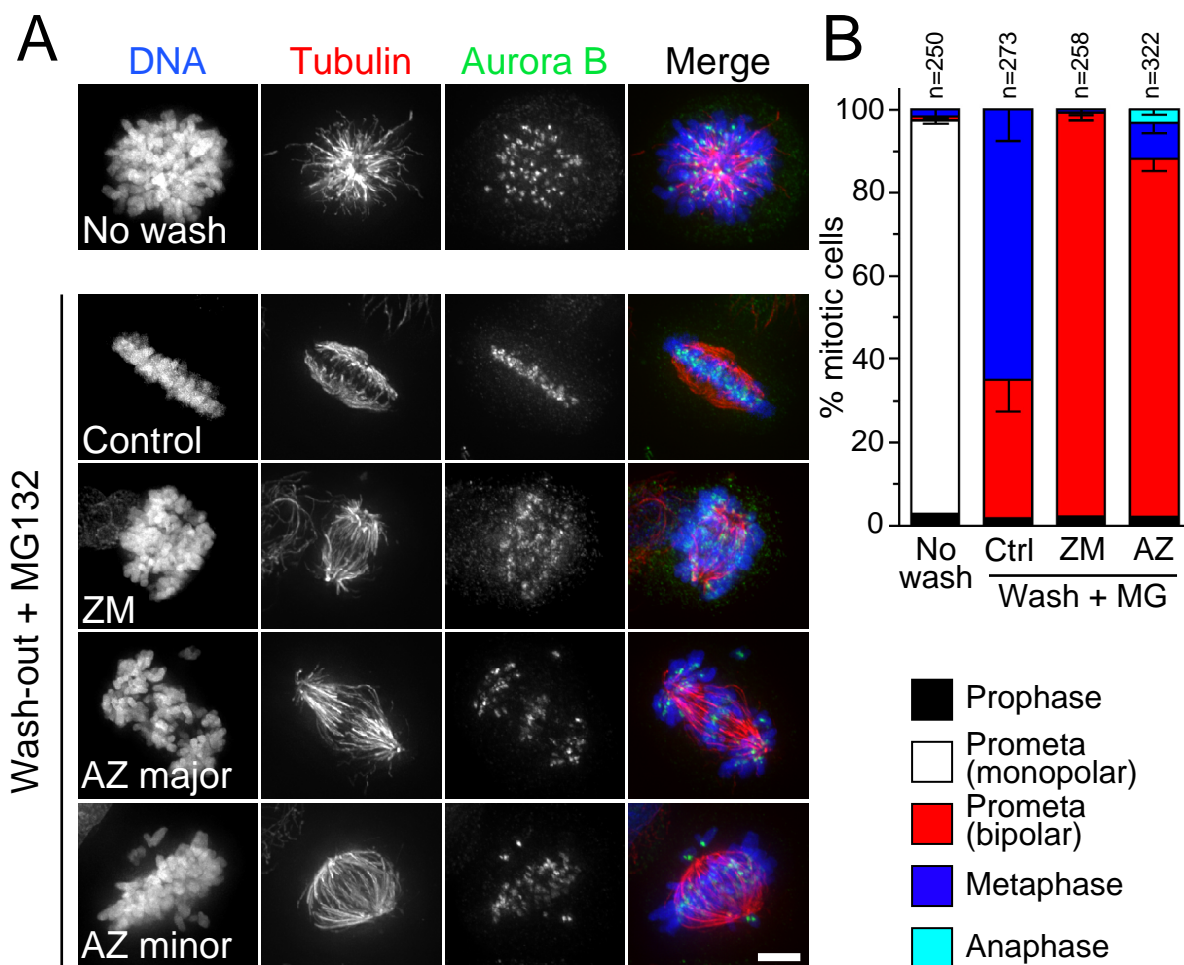 A
DNA
Tubulin
Aurora B
Merge
No wash
Wash-out + MG132
Control
ZM
AZ major
AZ minor
B
n=250
n=273
n=258
n=322
% mitotic cells
100
80
60
40
20
0
No
wash
Ctrl
ZM
AZ
Wash + MG
Prophase
Prometa
(monopolar)
Prometa
(bipolar)
Metaphase
Anaphase